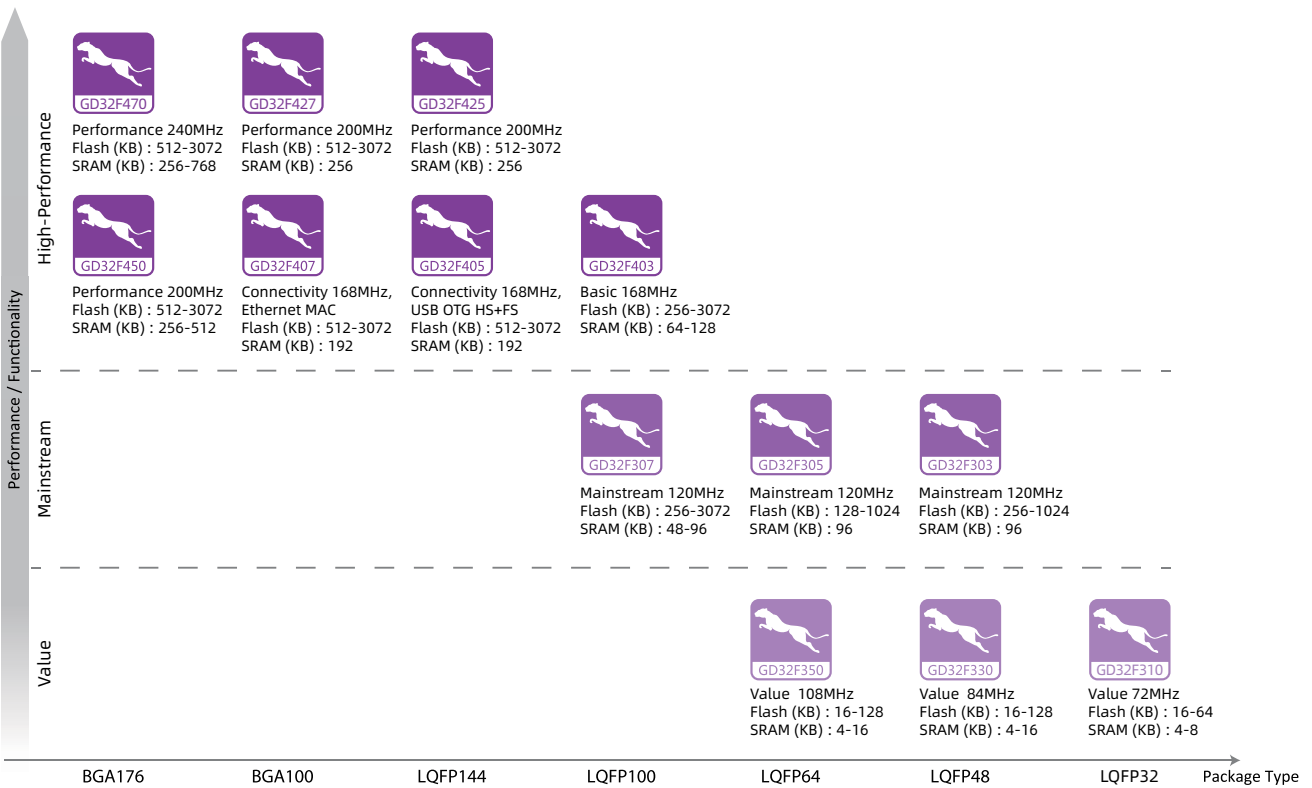 Performance / Functionality
High-Performance
GD32F470
Performance 240MHz
Flash (KB) : 512-3072
SRAM (KB) : 256-768
GD32F427
Performance 200MHz
Flash (KB) : 512-3072
SRAM (KB) : 256
GD32F425
Performance 200MHz
Flash (KB) : 512-3072
SRAM (KB) : 256
GD32F450
Performance 200MHz
Flash (KB) : 512-3072
SRAM (KB) : 256-512
GD32F407
Connectivity 168MHz,
Ethernet MAC
Flash (KB) : 512-3072
SRAM (KB) : 192
GD32F405
Connectivity 168MHz,
USB OTG HS+FS
Flash (KB) : 512-3072
SRAM (KB) : 192
GD32F403
Basic 168MHz
Flash (KB) : 256-3072
SRAM (KB) : 64-128
Mainstream
GD32F307
Mainstream 120MHz
Flash (KB) : 256-3072
SRAM (KB) : 48-96
GD32F305
Mainstream 120MHz
Flash (KB) : 128-1024
SRAM (KB) : 96
GD32F303
Mainstream 120MHz
Flash (KB) : 256-1024
SRAM (KB) : 96
Value
GD32F350
Value  108MHz
Flash (KB) : 16-128
SRAM (KB) : 4-16
GD32F330
Value  84MHz
Flash (KB) : 16-128
SRAM (KB) : 4-16
GD32F310
Value 72MHz
Flash (KB) : 16-64
SRAM (KB) : 4-8
BGA176
BGA100
LQFP144
LQFP100
LQFP64
LQFP48
LQFP32
Package Type